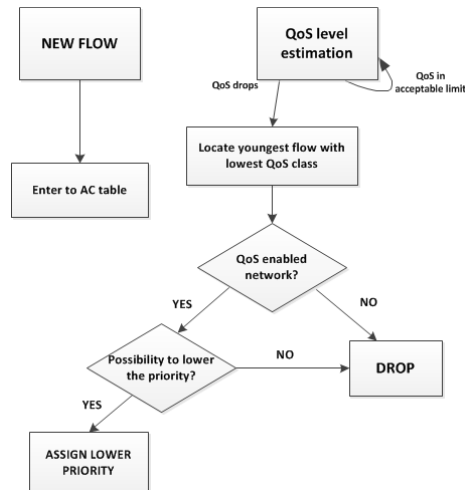 NEW FLOW
QoS level
estimation
QoS drops
QoS in
acceptable limit
Locate youngest flow with
lowest QoS class
Enter to AC table
QoS enabled
network?
YES
NO
Possibility to lower
the priority?
NO
DROP
YES
ASSIGN LOWER
PRIORITY